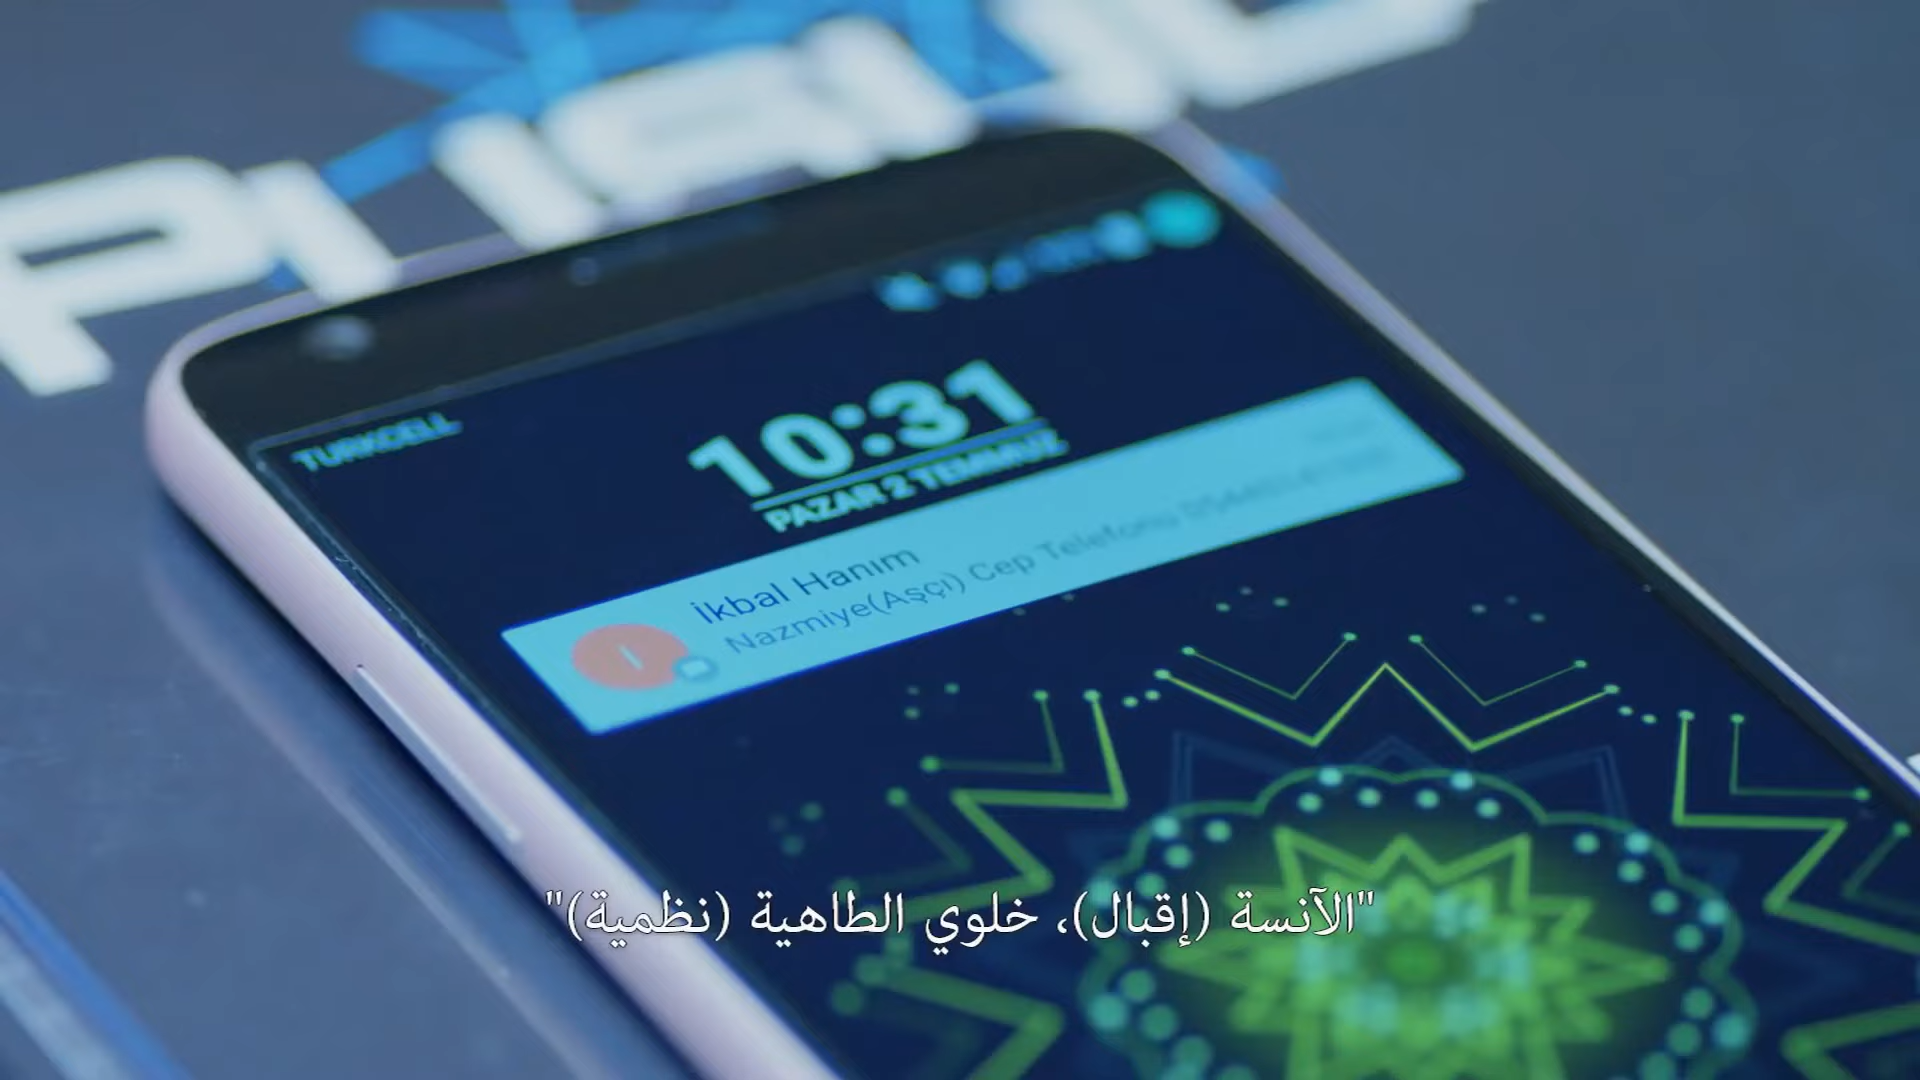 TURKCELL
10:31
PAZAR 2 TEMMUZ
İkbal Hanım
Nazmiye(Aşçı) Cep Telefonu
"الآنسة (إقبال)، خلوي الطاهية (نظمية)"